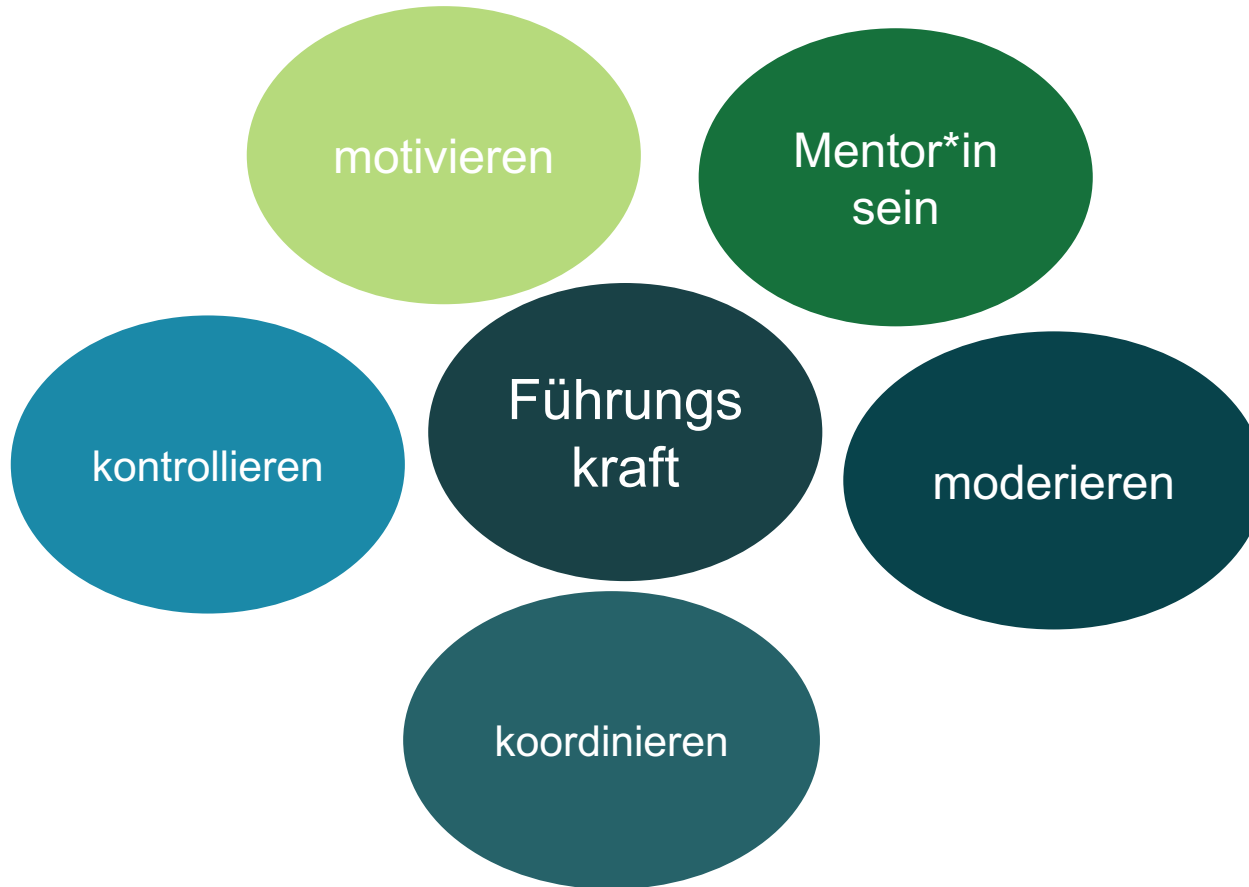 motivieren
Mentor*in
sein
Führungs
kraft
kontrollieren
moderieren
koordinieren